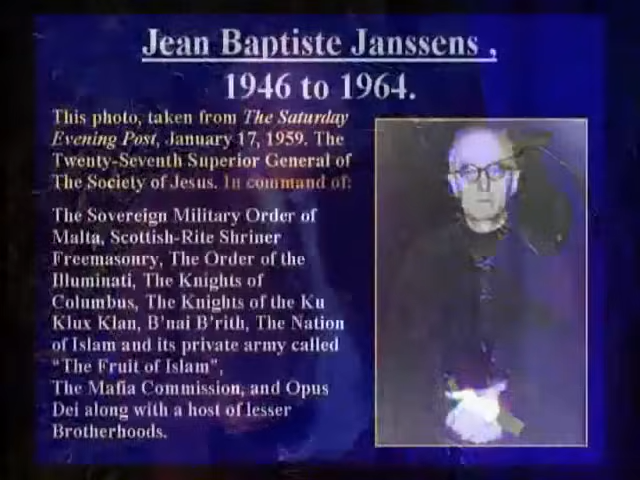 Jean Baptiste Janssens ,
1946 to 1964.
This photo, taken from The Saturday
Evening Post, January 17, 1959. The
Twenty-Seventh Superior General of
The Society of Jesus. In command of:
The Sovereign Military Order of
Malta, Scottish-Rite Shriner
Freemasonry, The Order of the
Illuminati, The Knights of
Columbus, The Knights of the Ku
Klux Klan, B'nai B'rith, The Nation
of Islam and its private army called
"The Fruit of Islam",
The Mafia Commission, and Opus
Dei along with a host of lesser
Brotherhoods.